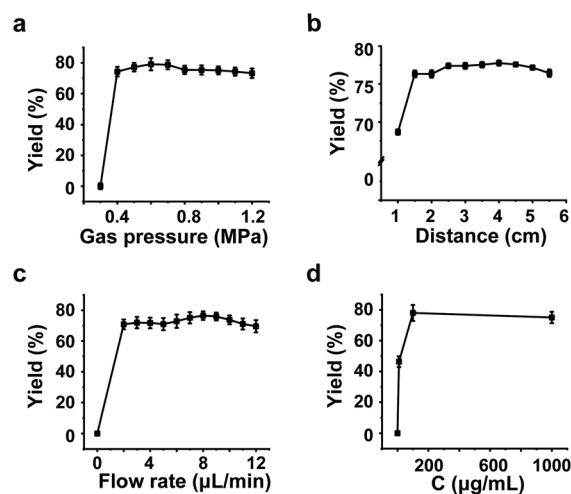 a
80
60
40
20
0
Yield (%)
0.4 0.8 1.2
Gas pressure (MPa)
b
80
77
75
70
0
Yield (%)
1 2 3 4 5 6
Distance (cm)
c
80
60
40
20
0
Yield (%)
0 4 8 12
Flow rate (µL/min)
d
80
60
40
20
0
Yield (%)
200 600 1000
C (µg/mL)